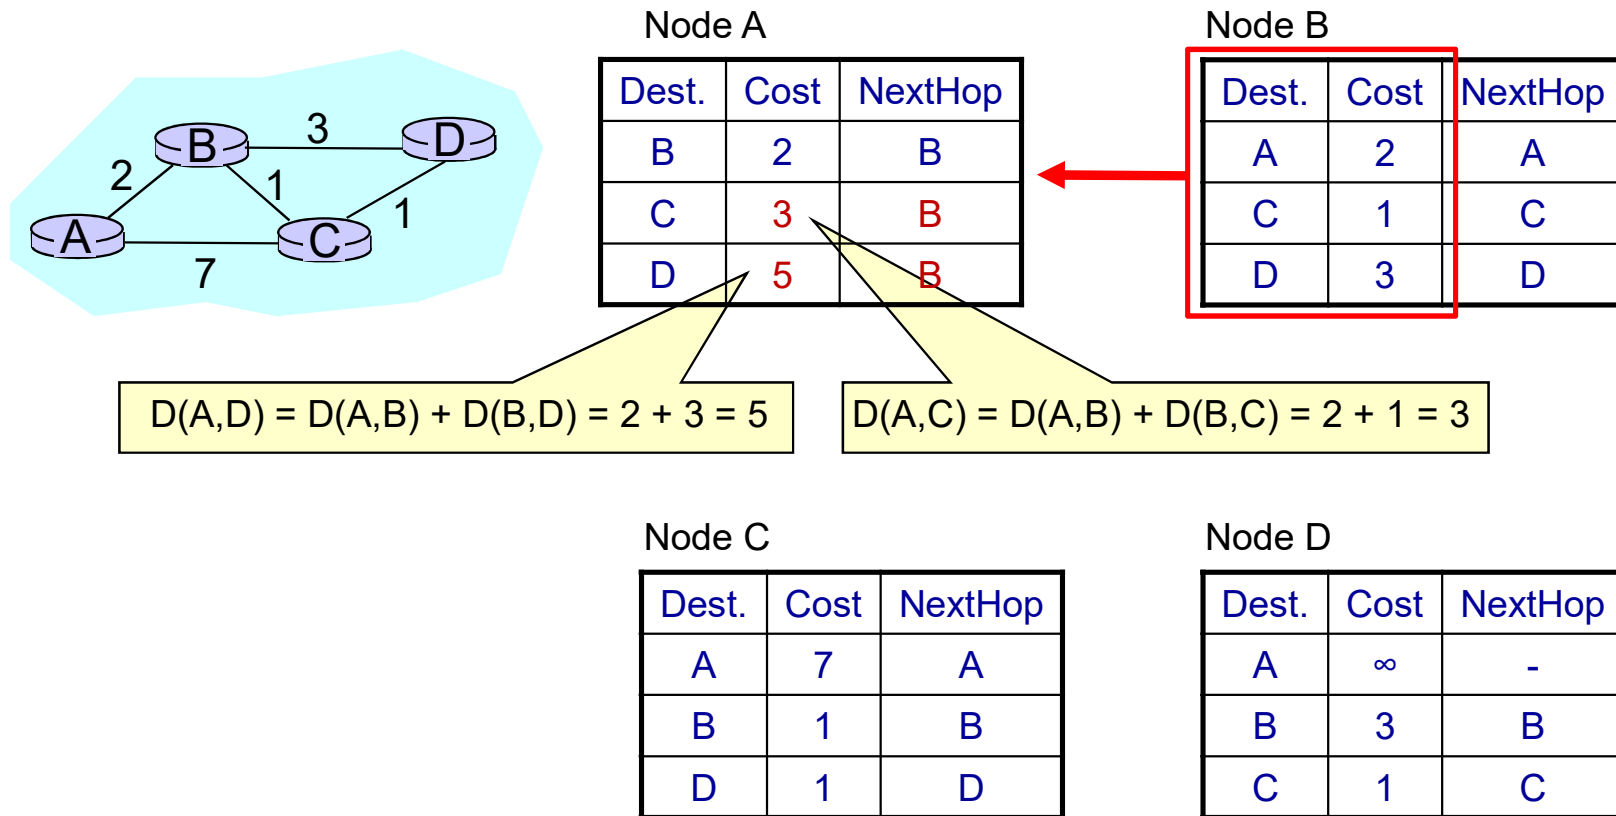 Node A
Node B
Dest. Cost NextHop
B 2 B
C 3 B
D 5 B
Dest. Cost NextHop
A 2 A
C 1 C
D 3 D
B 3 D
2 1 1
A C
7
D(A,D) = D(A,B) + D(B,D) = 2 + 3 = 5
D(A,C) = D(A,B) + D(B,C) = 2 + 1 = 3
Node C
Node D
Dest. Cost NextHop
A 7 A
B 1 B
D 1 D
Dest. Cost NextHop
A ∞ -
B 3 B
C 1 C